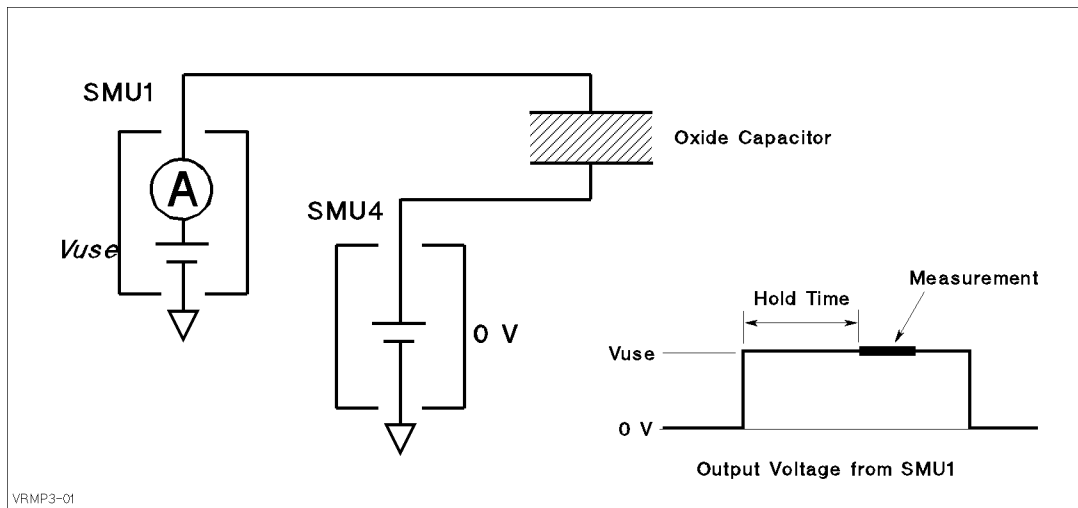 SMU1
A
Vuse
Oxide Capacitor
SMU4
0 V
Measurement
Hold Time
Vuse
0 V
Output Voltage from SMU1
VRMP3-01